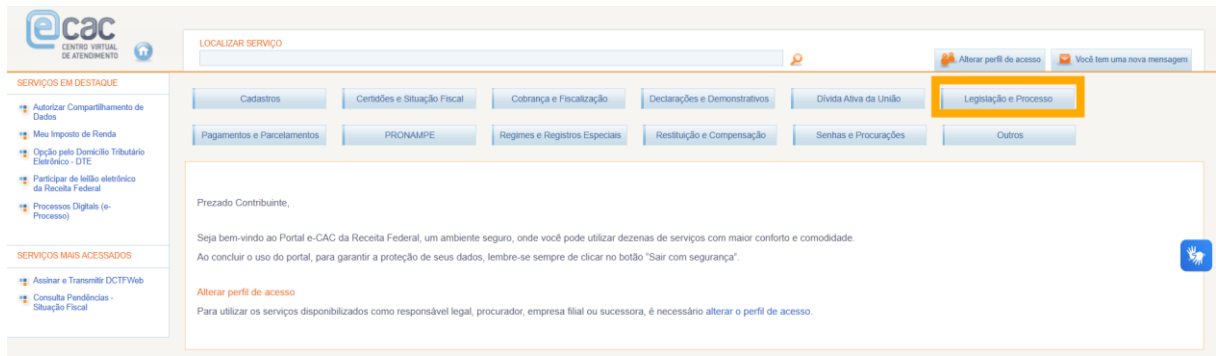 ecac
CENTRO VIRTUAL
DE ATENDIMENTO
LOCALIZAR SERVIÇO
Alterar perfil de acesso
Você tem uma nova mensagem
SERVIÇOS EM DESTAQUE
Autorizar Compartilhamento de
Dados
Meu Imposto de Renda
Opção pelo Domicílio Tributário
Eletrônico - DTE
Participar de leilão eletrônico
da Receita Federal
Processos Digitais (e-
Processo)
SERVIÇOS MAIS ACESSADOS
Assinar e Transmitir DCTFWeb
Consulta Pendências -
Situação Fiscal
Cadastros
Certidões e Situação Fiscal
Cobrança e Fiscalização
Declarações e Demonstrativos
Dívida Ativa da União
Legislação e Processo
Pagamentos e Parcelamentos
PRONAMPE
Regimes e Registros Especiais
Restituição e Compensação
Senhas e Procurações
Outros
Prezado Contribuinte,
Seja bem-vindo ao Portal e-CAC da Receita Federal, um ambiente seguro, onde você pode utilizar dezenas de serviços com maior conforto e comodidade.
Ao concluir o uso do portal, para garantir a proteção de seus dados, lembre-se sempre de clicar no botão "Sair com segurança".
Alterar perfil de acesso
Para utilizar os serviços disponibilizados como responsável legal, procurador, empresa filial ou sucessora, é necessário alterar o perfil de acesso.